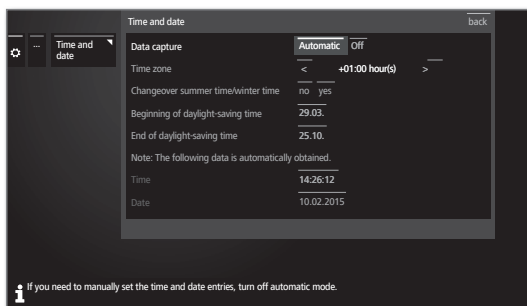 Time and date back
... Time and date
Data capture Automatic Off
Time zone < +01:00 hour(s) >
Changeover summer time/winter time no yes
Beginning of daylight-saving time 29.03.
End of daylight-saving time 25.10.
Note: The following data is automatically obtained.
Time 14:26:12
Date 10.02.2015
If you need to manually set the time and date entries, turn off automatic mode.